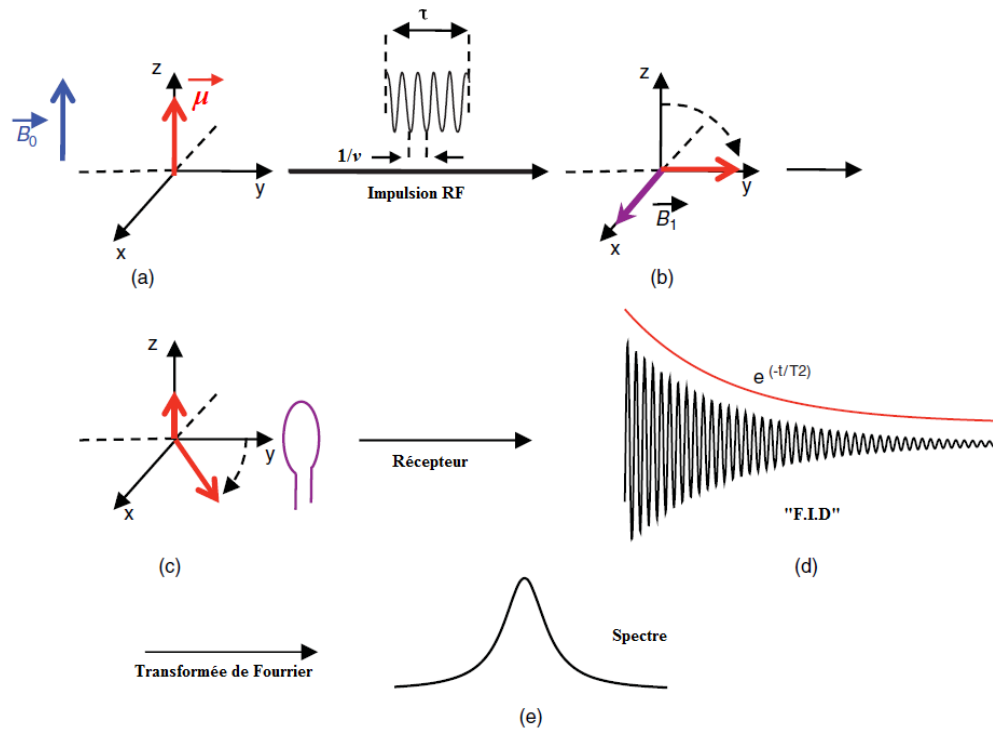 τ
z
μ
B0
1/ν
y
Impulsion RF
x
(a)
z
y
B1
x
(b)
z
y
x
(c)
Récepteur
e(-t/T2)
"F.I.D"
(d)
Transformée de Fourrier
Spectre
(e)